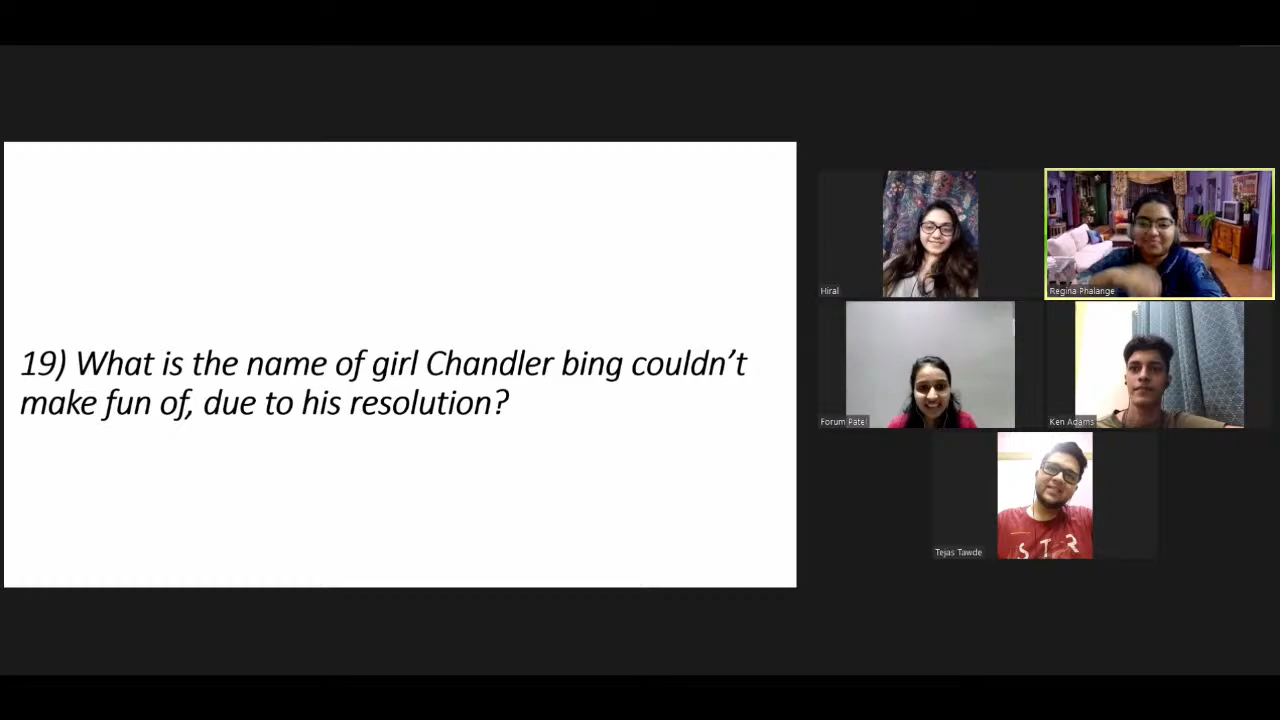 19) What is the name of girl Chandler bing couldn’t
make fun of, due to his resolution?
Hiral
Regina Phalange
Forum Patel
Ken Adams
Tejas Tawde
S T R